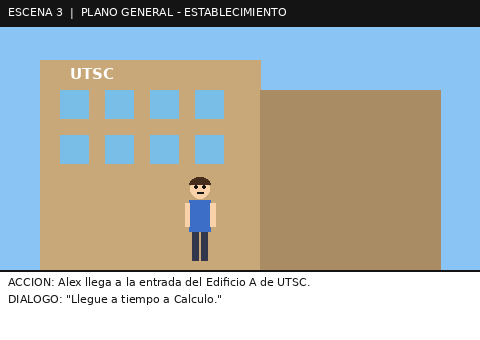 ESCENA 3 | PLANO GENERAL - ESTABLECIMIENTO
UTSC
ACCION: Alex llega a la entrada del Edificio A de UTSC.
DIALOGO: "Llegue a tiempo a Calculo."